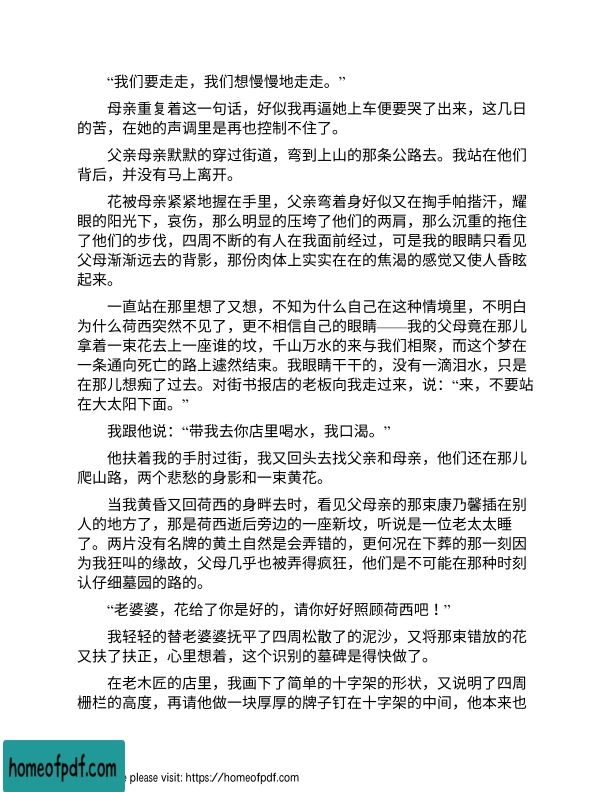 “我们要走走，我们想慢慢地走走。”
母亲重复着这一句话，好似我再逼她上车便要哭了出来，这几日
的苦，在她的声调里是再也控制不住了。
父亲母亲默默的穿过街道，弯到上山的那条公路去。我站在他们
背后，并没有马上离开。
花被母亲紧紧地握在手里，父亲弯着身好似又在掏手帕揩汗，耀
眼的阳光下，哀伤，那么明显的压垮了他们的两肩，那么沉重的拖住
了他们的步伐，四周不断的有人在我面前经过，可是我的眼睛只看见
父母渐渐远去的背影，那份肉体上实实在在的焦渴的感觉又使人昏眩
起来。
一直站在那里想了又想，不知为什么自己在这种情境里，不明白
为什么荷西突然不见了，更不相信自己的眼睛——我的父母竟在那儿
拿着一束花去上一座谁的坟，千山万水的来与我们相聚，而这个梦在
一条通向死亡的路上遽然结束。我眼睛干干的，没有一滴泪水，只是
在那儿想痴了过去。对街书报店的老板向我走过来，说：“来，不要站
在大太阳下面。”
我跟他说：“带我去你店里喝水，我口渴。”
他扶着我的手肘过街，我又回头去找父亲和母亲，他们还在那儿
爬山路，两个悲愁的身影和一束黄花。
当我黄昏又回荷西的身畔去时，看见父母亲的那束康乃馨插在别
人的地方了，那是荷西逝后旁边的一座新坟，听说是一位老太太睡
了。两片没有名牌的黄土自然是会弄错的，更何况在下葬的那一刻因
为我狂叫的缘故，父母几乎也被弄得疯狂，他们是不可能在那种时刻
认仔细墓园的路的。
“老婆婆，花给了你是好的，请你好好照顾荷西吧！”
我轻轻的替老婆婆抚平了四周松散了的泥沙，又将那束错放的花
又扶了扶正，心里想着，这个识别的墓碑是得快做了。
在老木匠的店里，我画下了简单的十字架的形状，又说明了四周
栅栏的高度，再请他做一块厚厚的牌子钉在十字架的中间，他本来也
homeofpdf.com
e please visit: https://homeofpdf.com